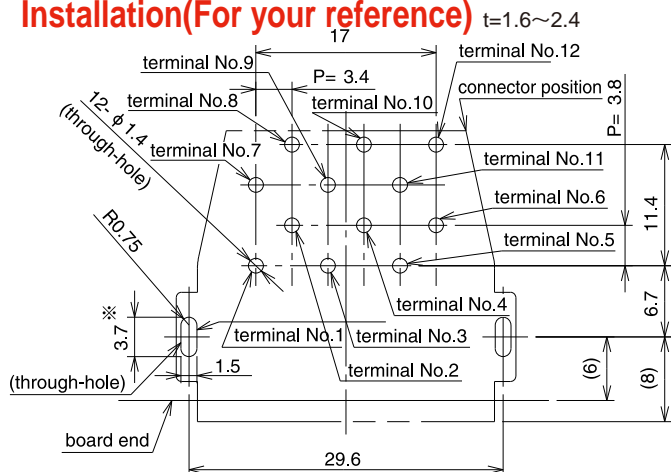 Installation(For your reference) t=1.6～2.4
17
terminal No.12
terminal No.9
P= 3.4
connector position
terminal No.8
terminal No.10
P= 3.8
12- ϕ1.4
(through-hole)
terminal No.7
terminal No.11
terminal No.6
11.4
R0.75
terminal No.5
※
3.7
terminal No.4
6.7
terminal No.1
terminal No.3
(through-hole)
1.5
terminal No.2
(6)
(8)
board end
29.6